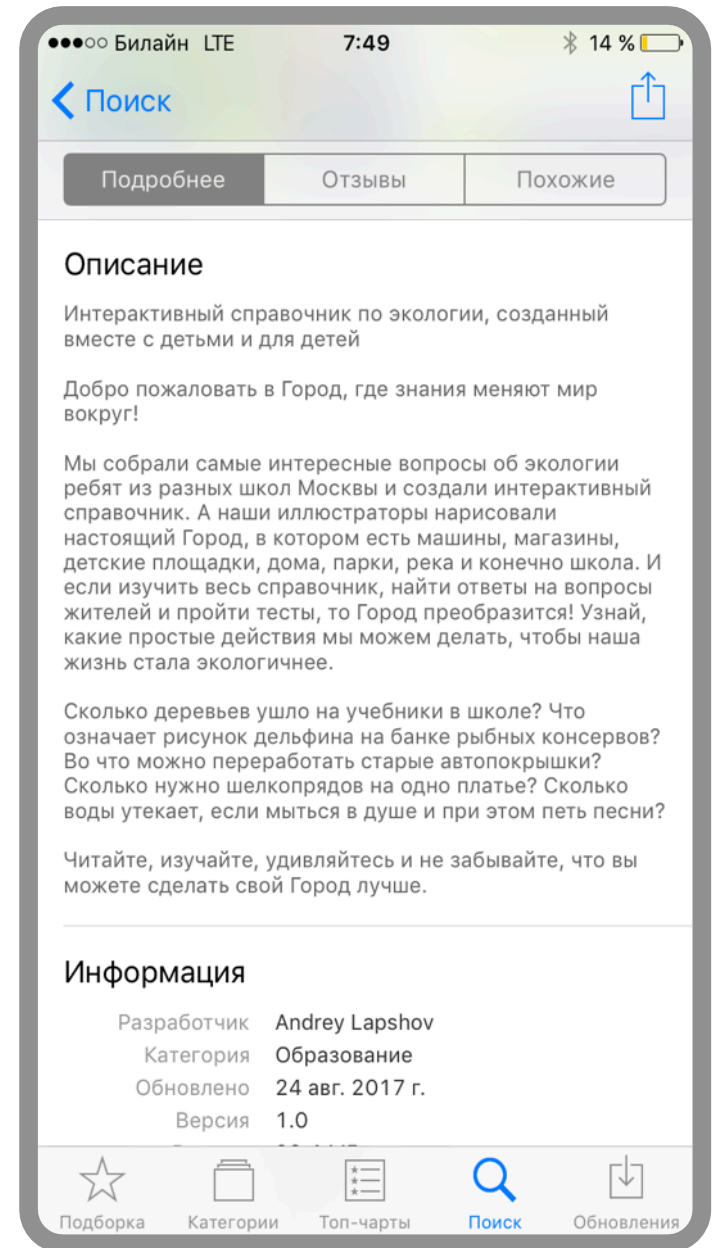 Билайн LTE 7:49 14 %
Поиск
Подробнее Отзывы Похожие
Описание
Интерактивный справочник по экологии, созданный
вместе с детьми и для детей
Добро пожаловать в Город, где знания меняют мир
вокруг!
Мы собрали самые интересные вопросы об экологии
ребят из разных школ Москвы и создали интерактивный
справочник. А наши иллюстраторы нарисовали
настоящий Город, в котором есть машины, магазины,
детские площадки, дома, парки, река и конечно школа. И
если изучить весь справочник, найти ответы на вопросы
жителей и пройти тесты, то Город преобразится! Узнай,
какие простые действия мы можем делать, чтобы наша
жизнь стала экологичнее.
Сколько деревьев ушло на учебники в школе? Что
означает рисунок дельфина на банке рыбных консервов?
Во что можно переработать старые автопокрышки?
Сколько нужно шелкопрядов на одно платье? Сколько
воды утекает, если мыться в душе и при этом петь песни?
Читайте, изучайте, удивляйтесь и не забывайте, что вы
можете сделать свой Город лучше.
Информация
Разработчик Andrey Lapshov
Категория Образование
Обновлено 24 авг. 2017 г.
Версия 1.0
Подборка Категории Топ-чарты Поиск Обновления